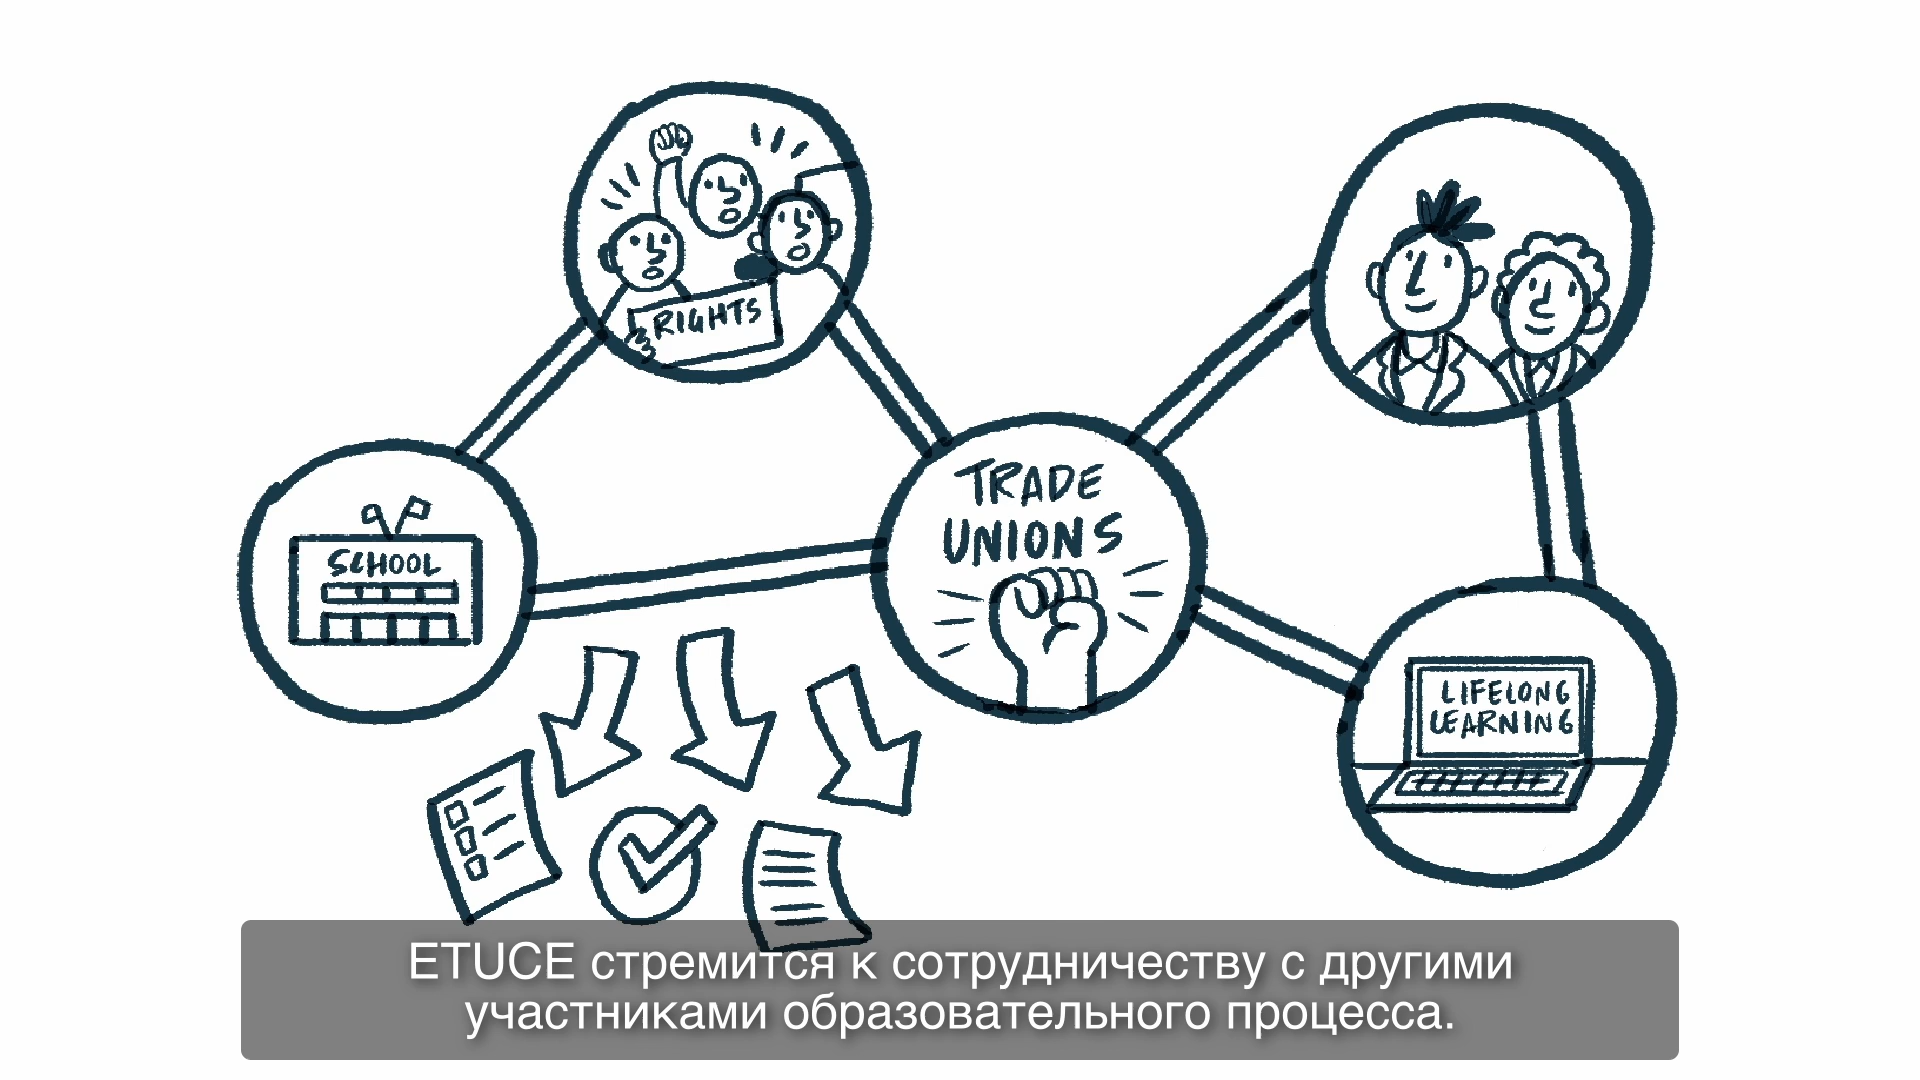 RIGHTS
TRADE
UNIONS
SCHOOL
LIFELONG
LEARNING
ETUCE стремится к сотрудничеству с другими
участниками образовательного процесса.